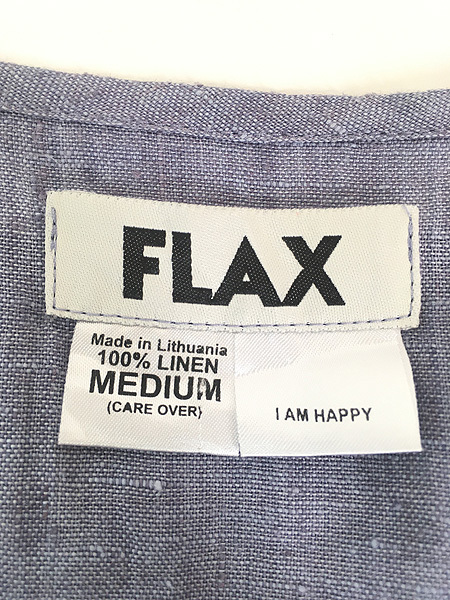 FLAX
Made in Lithuania
100% LINEN
MEDIUM
(CARE OVER)
I AM HAPPY